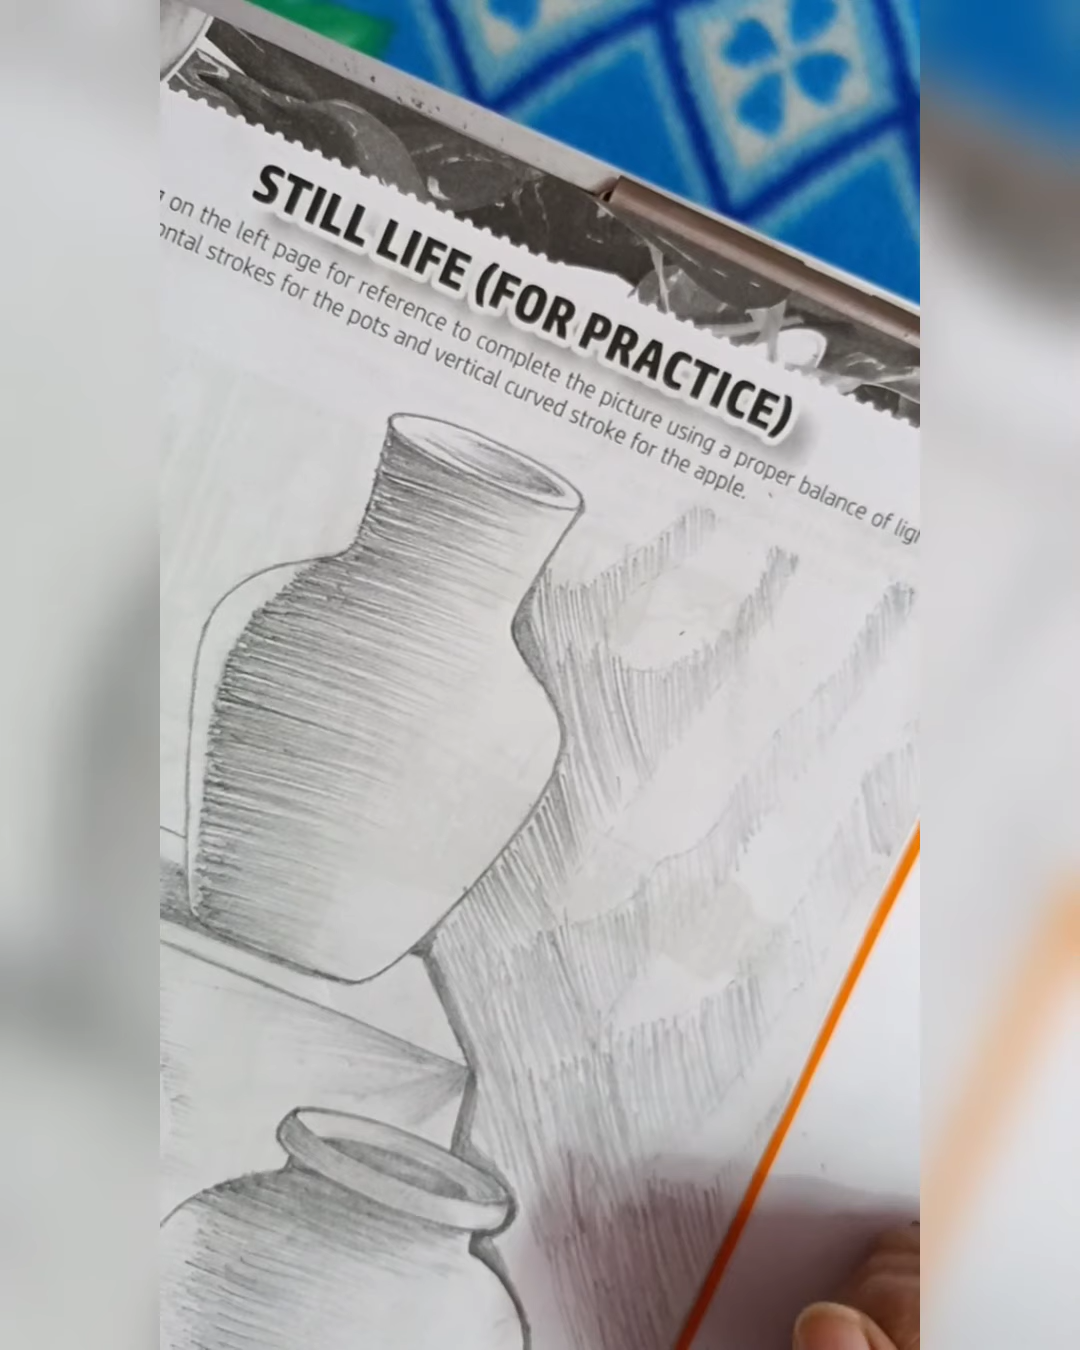 STILL LIFE (FOR PRACTICE)
on the left page for reference to complete the picture using a proper balance of
strokes for the pots and vertical curved stroke for the apple.